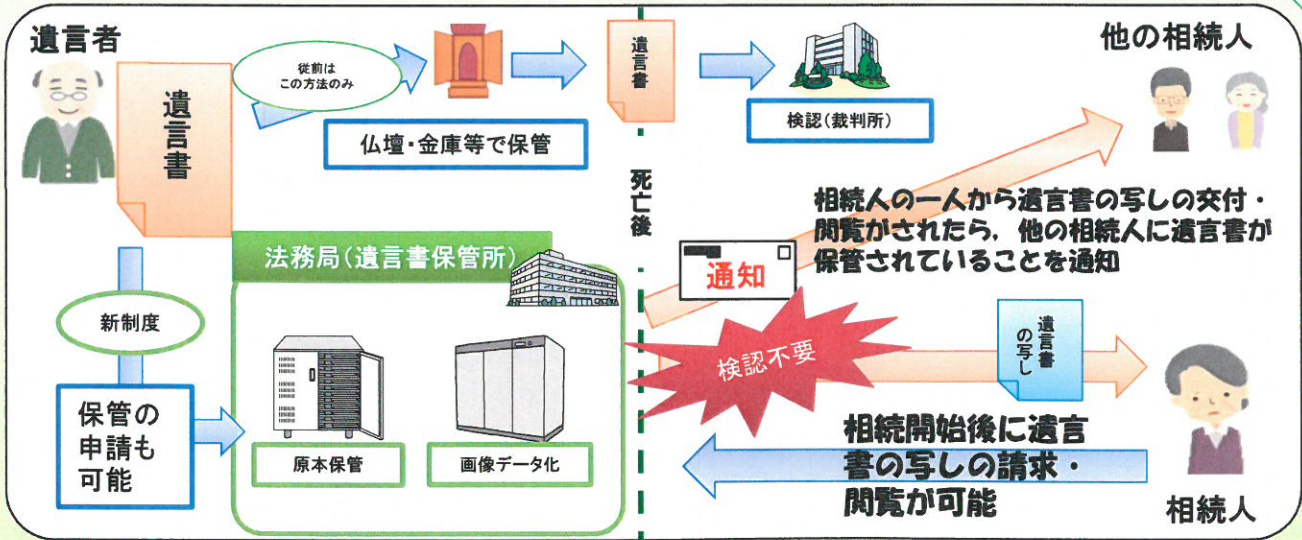 遺言者
遺言書
従前は
この方法のみ
仏壇・金庫等で保管
遺言書
検認(裁判所)
他の相続人
死亡後
相続人の一人から遺言書の写しの交付・
閲覧がされたら，他の相続人に遺言書が
保管されていることを通知
通知
法務局(遺言書保管所)
新制度
保管の
申請も
可能
原本保管
画像データ化
検認不要
遺言書
の写し
相続開始後に遺言
書の写しの請求・
閲覧が可能
相続人